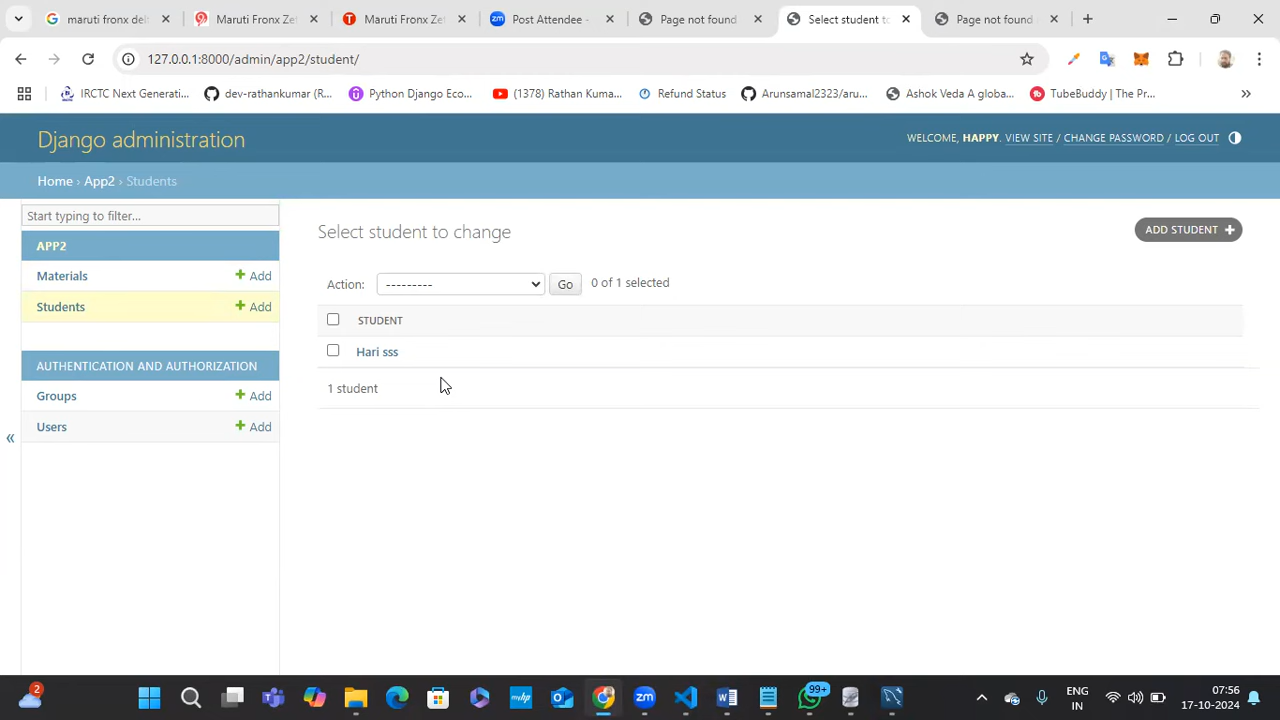 maruti fronx delt
Maruti Fronx Zet
Maruti Fronx Zet
Post Attendee -
Page not found
Select student to
Page not found
127.0.0.1:8000/admin/app2/student/
IRCTC Next Generati...
dev-rathankumar (R...
Python Django Eco...
(1378) Rathan Kuma...
Refund Status
Arunsamal2323/aru...
Ashok Veda A globa...
TubeBuddy | The Pr...
Django administration
WELCOME, HAPPY. VIEW SITE / CHANGE PASSWORD / LOG OUT
Home › App2 › Students
Start typing to filter...
APP2
Materials + Add
Students + Add
AUTHENTICATION AND AUTHORIZATION
Groups + Add
Users + Add
«
Select student to change
ADD STUDENT +
Action: --------- Go 0 of 1 selected
STUDENT
Hari sss
1 student
2
zm
99+
ENG
IN
07:56
17-10-2024